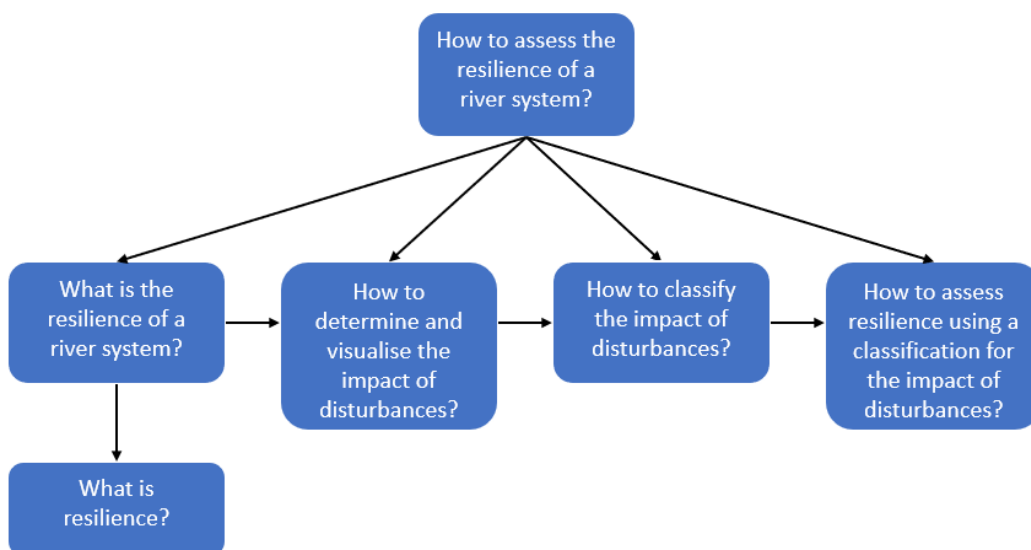 How to assess the
resilience of a
river system?
What is the
resilience of a
river system?
How to
determine and
visualise the
impact of
disturbances?
How to classify
the impact of
disturbances?
How to assess
resilience using a
classification for
the impact of
disturbances?
What is
resilience?